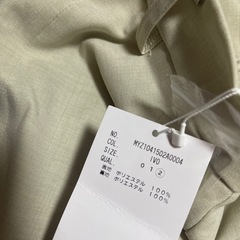 NO. MYZ1041502A0004
COL. IVO
SIZE. 0 1 ②
QUAL.
表地 ポリエステル 100%
裏地 ポリエステル 100%